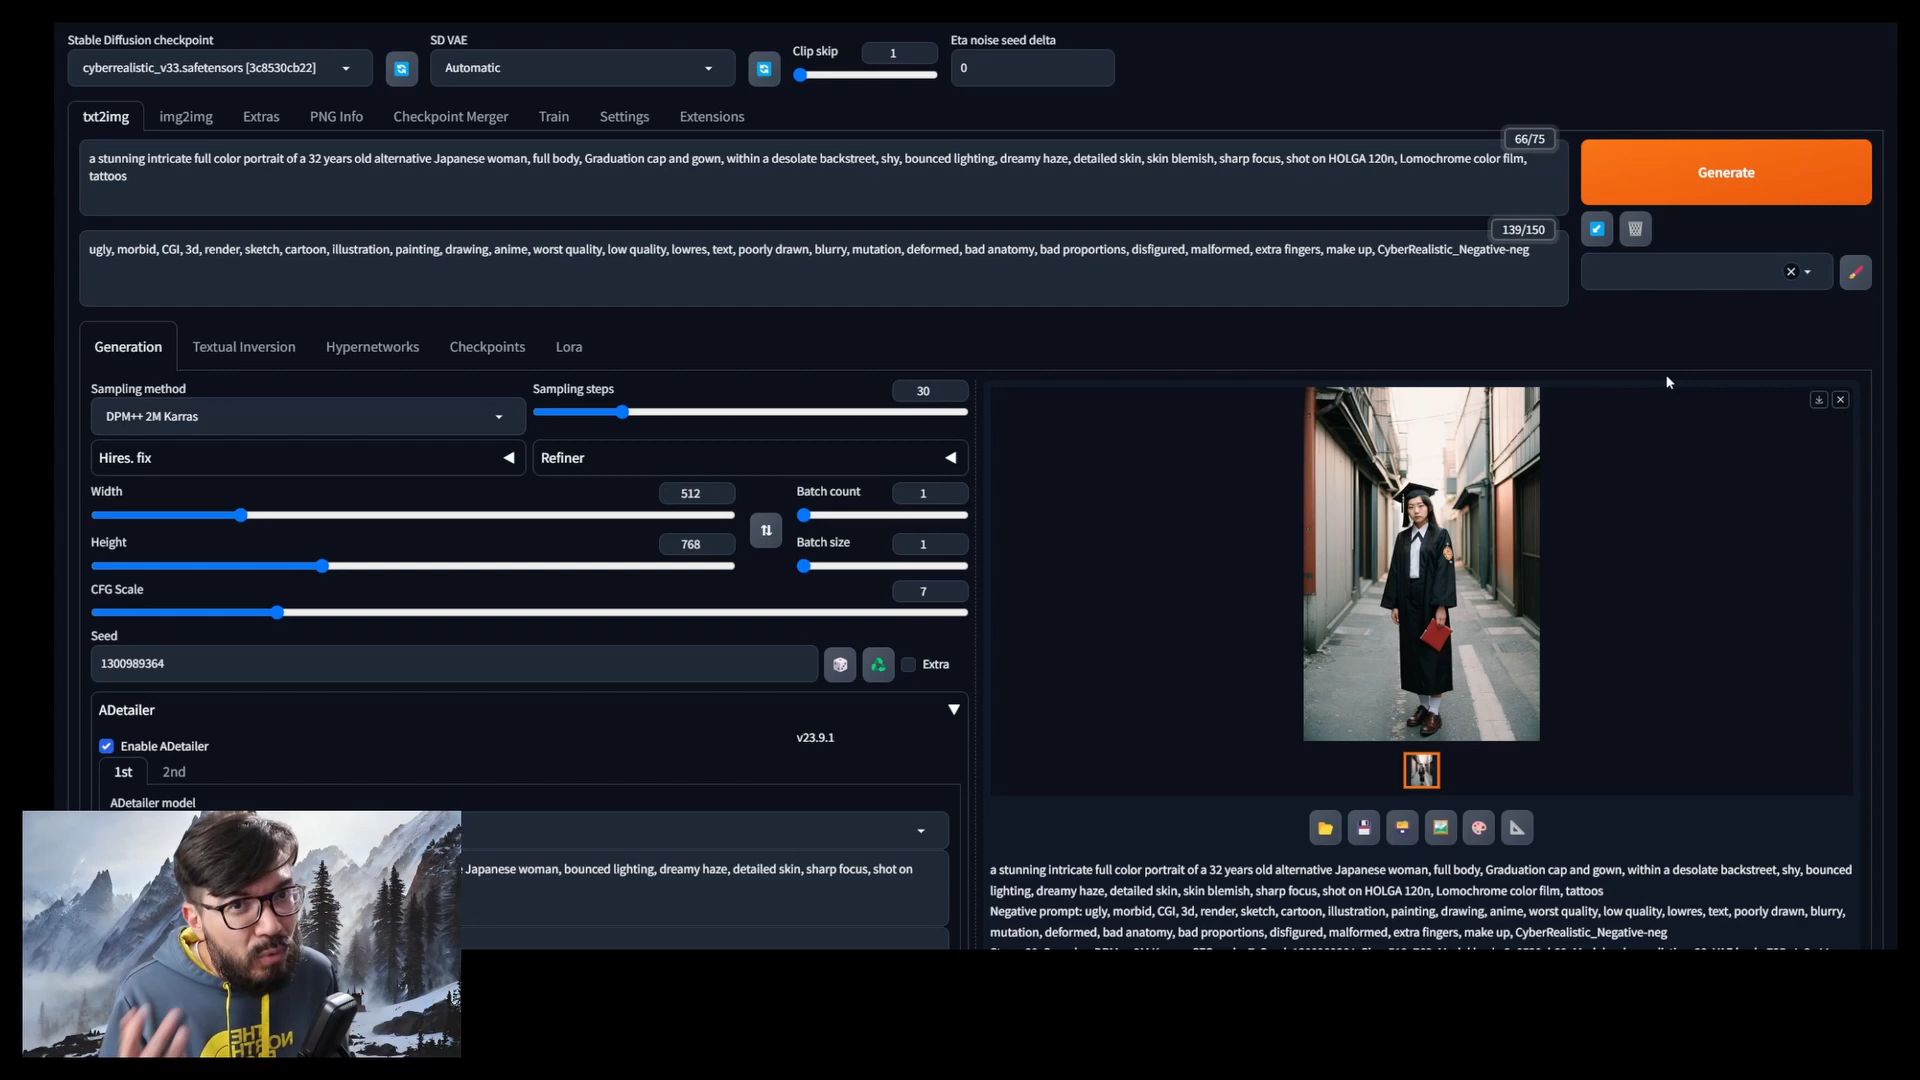 Stable Diffusion checkpoint
SD VAE
Clip skip
1
Eta noise seed delta
cyberrealistic_v33.safetensors [3c8530cb22]
Automatic
0
txt2img
img2img
Extras
PNG Info
Checkpoint Merger
Train
Settings
Extensions
66/75
a stunning intricate full color portrait of a 32 years old alternative Japanese woman, full body, Graduation cap and gown, within a desolate backstreet, shy, bounced lighting, dreamy haze, detailed skin, skin blemish, sharp focus, shot on HOLGA 120n, Lomochrome color film,
tattoos
Generate
139/150
ugly, morbid, CGI, 3d, render, sketch, cartoon, illustration, painting, drawing, anime, worst quality, low quality, lowres, text, poorly drawn, blurry, mutation, deformed, bad anatomy, bad proportions, disfigured, malformed, extra fingers, make up, CyberRealistic_Negative-neg
Generation
Textual Inversion
Hypernetworks
Checkpoints
Lora
Sampling method
DPM++ 2M Karras
Sampling steps
30
Hires. fix
Refiner
Width
512
Batch count
1
Height
768
Batch size
1
CFG Scale
7
Seed
1300989364
Extra
ADetailer
v23.9.1
Enable ADetailer
1st
2nd
ADetailer model
Japanese woman, bounced lighting, dreamy haze, detailed skin, sharp focus, shot on
a stunning intricate full color portrait of a 32 years old alternative Japanese woman, full body, Graduation cap and gown, within a desolate backstreet, shy, bounced
lighting, dreamy haze, detailed skin, skin blemish, sharp focus, shot on HOLGA 120n, Lomochrome color film, tattoos
Negative prompt: ugly, morbid, CGI, 3d, render, sketch, cartoon, illustration, painting, drawing, anime, worst quality, low quality, lowres, text, poorly drawn, blurry,
mutation, deformed, bad anatomy, bad proportions, disfigured, malformed, extra fingers, make up, CyberRealistic_Negative-neg
THE
NORTH